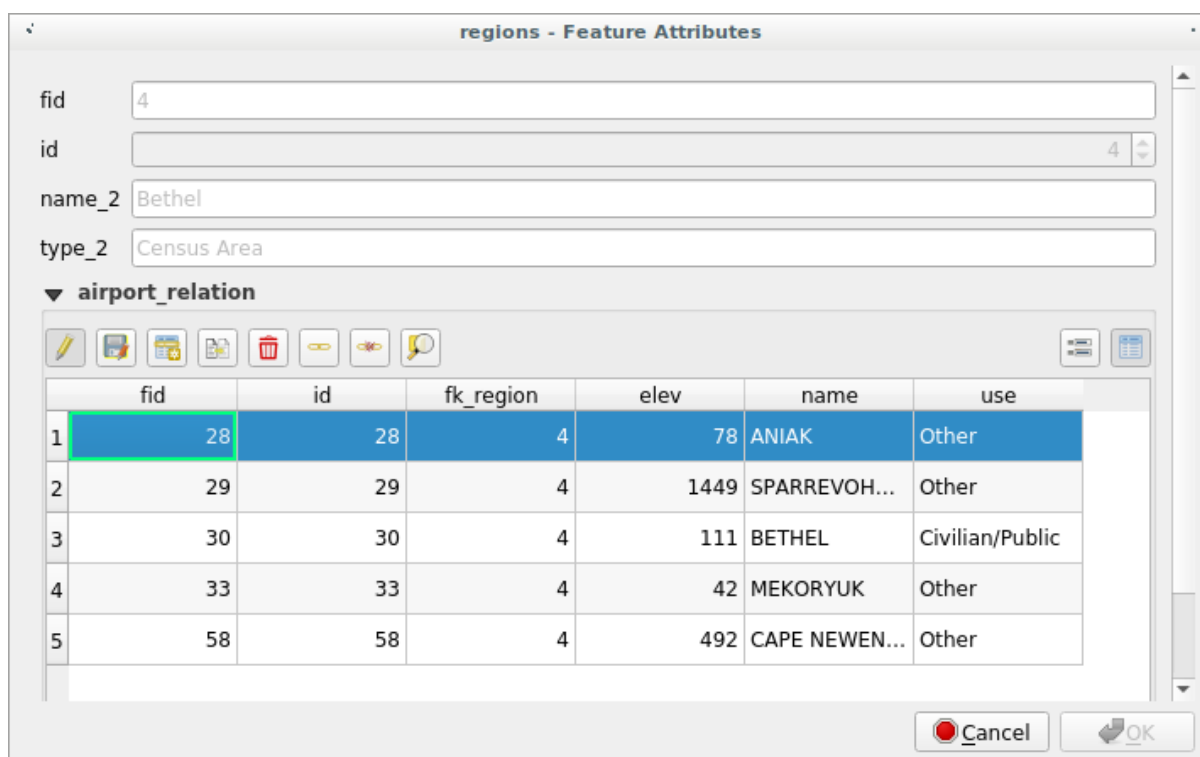 regions - Feature Attributes
fid 4
id 4
name_2 Bethel
type_2 Census Area
airport_relation
fid id fk_region elev name use
1 28 28 4 78 ANIAK Other
2 29 29 4 1449 SPARREVOH... Other
3 30 30 4 111 BETHEL Civilian/Public
4 33 33 4 42 MEKORYUK Other
5 58 58 4 492 CAPE NEWEN... Other
Cancel OK